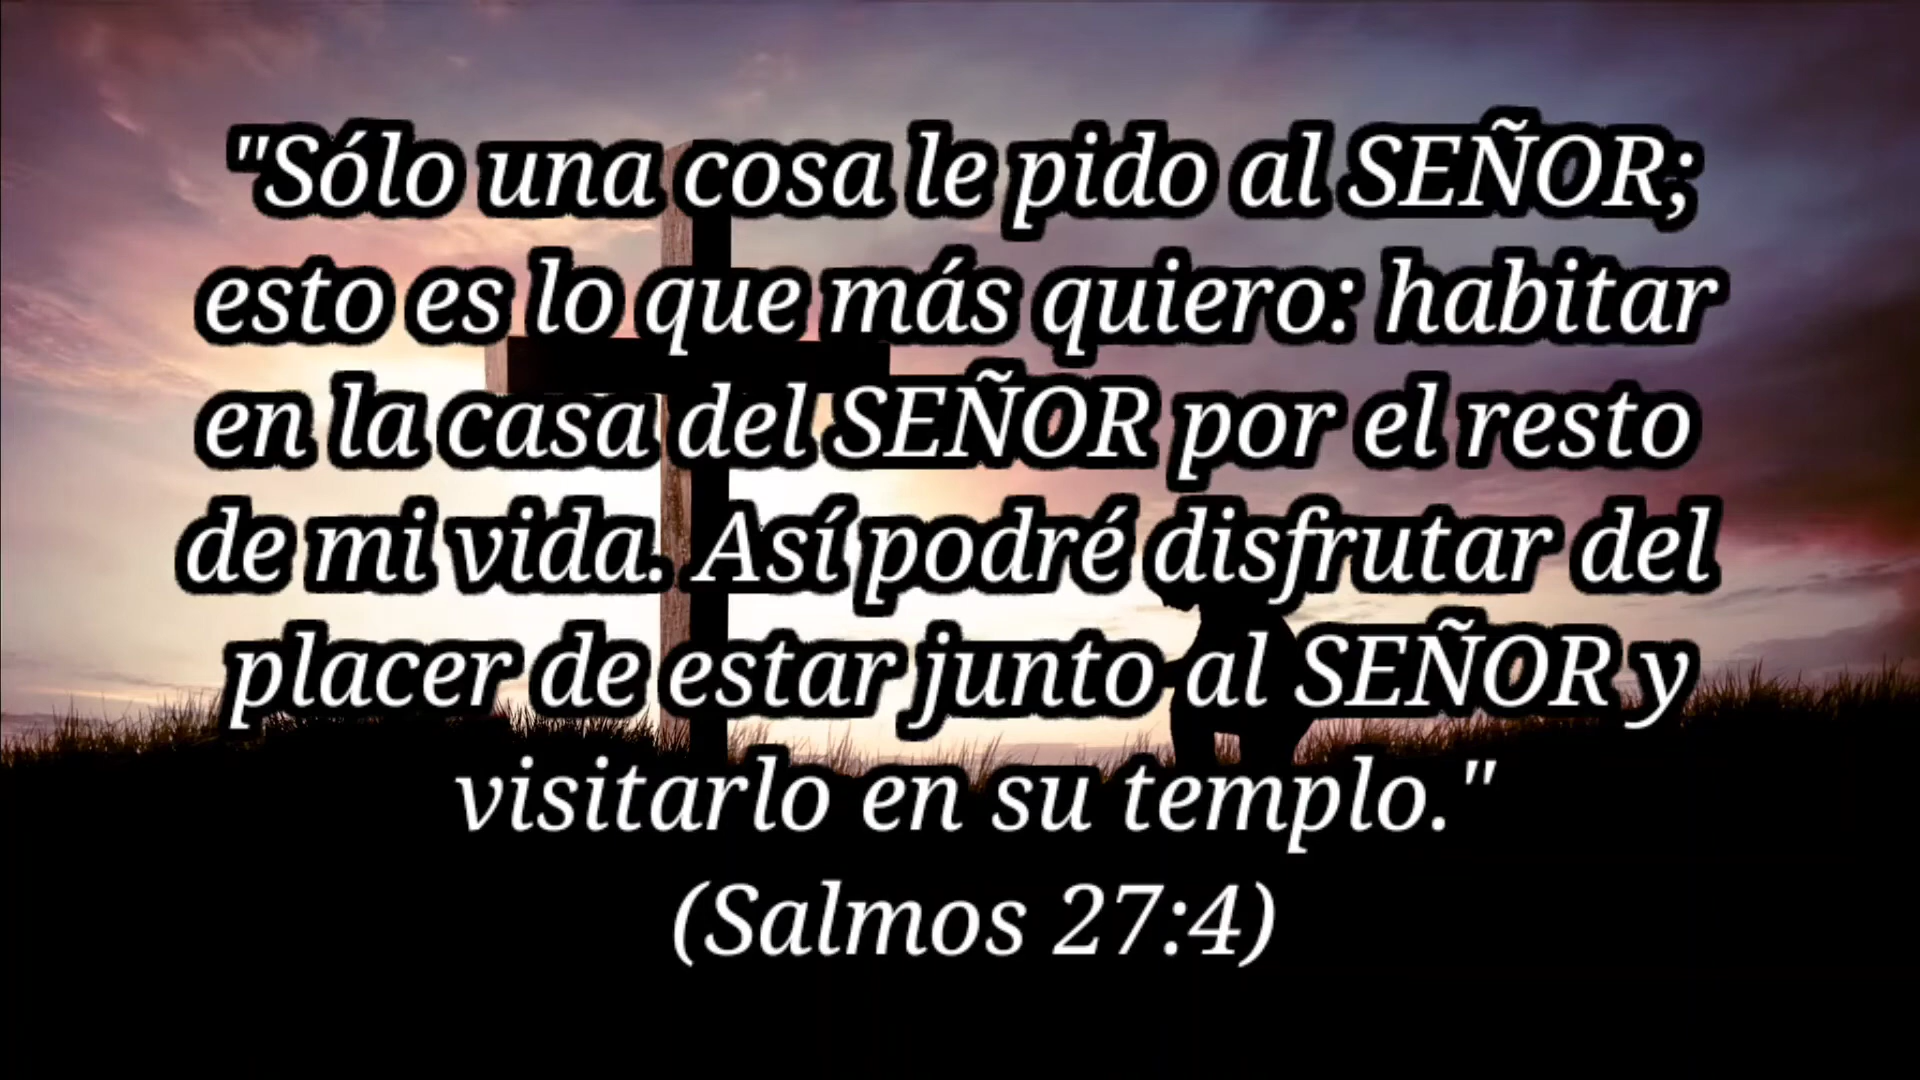 "Sólo una cosa le pido al SEÑOR;
esto es lo que más quiero: habitar
en la casa del SEÑOR por el resto
de mi vida. Así podré disfrutar del
placer de estar junto al SEÑOR y
visitarlo en su templo."
(Salmos 27:4)